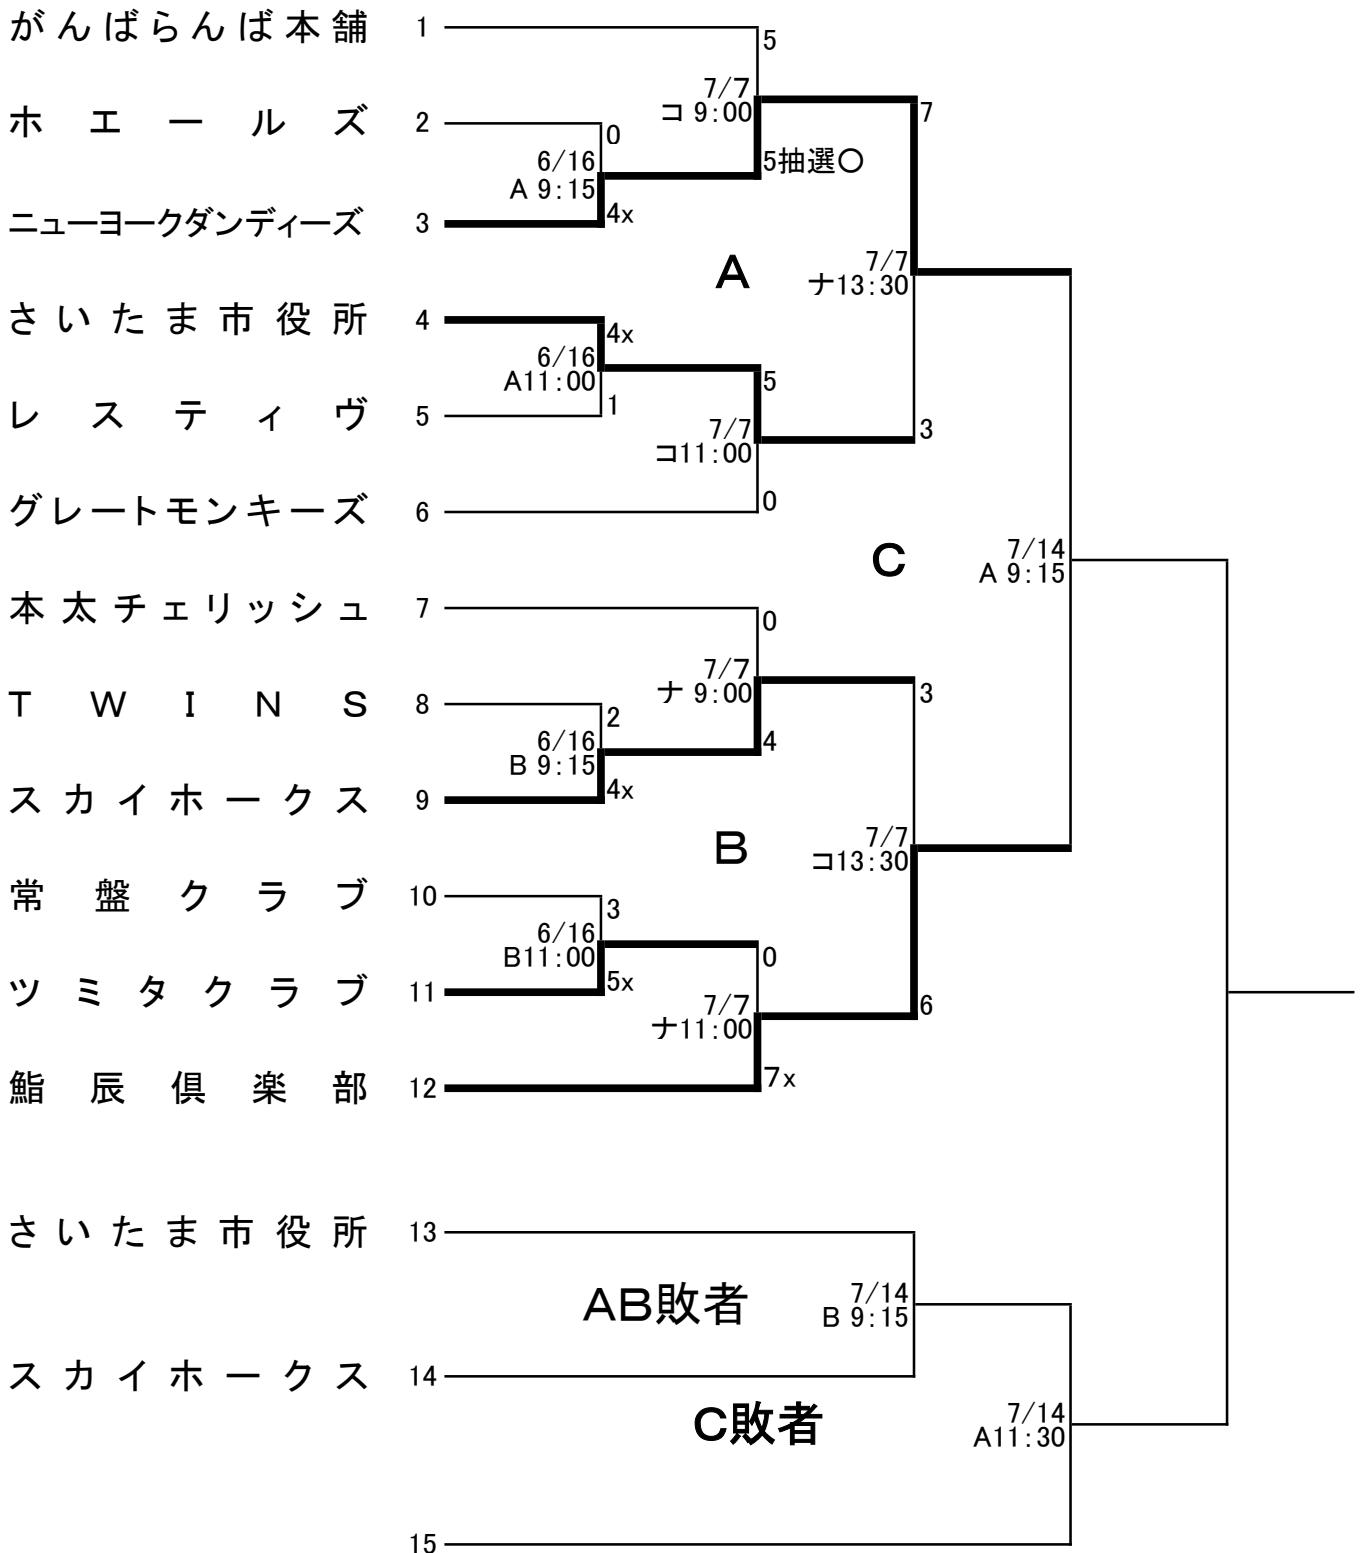 がんばらんば本舗 1
5
7/7
コ 9:00
7
ホエールズ 2
0
6/16
A 9:15
5抽選〇
ニューヨークダンディーズ 3
4x
A
7/7
ナ13:30
さいたま市役所 4
4x
6/16
A11:00
5
レスティヴ 5
1
7/7
コ11:00
3
グレートモンキーズ 6
0
C
7/14
A 9:15
本太チェリッシュ 7
0
7/7
ナ 9:00
3
TWINS 8
2
6/16
B 9:15
4
スカイホークス 9
4x
B
7/7
コ13:30
常盤クラブ 10
3
6/16
B11:00
0
ツミタクラブ 11
5x
7/7
ナ11:00
6
鮨辰倶楽部 12
7x
さいたま市役所 13
AB敗者
7/14
B 9:15
スカイホークス 14
C敗者
7/14
A11:30
15